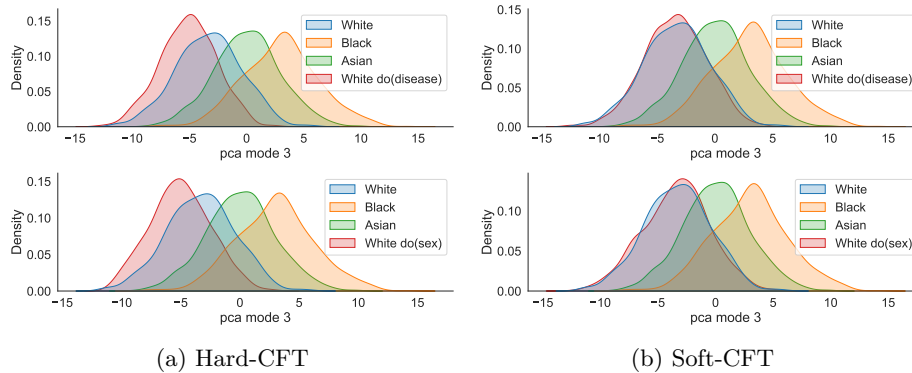 0.15
0.10
0.05
0.00
Density
−15 −10 −5 0 5 10 15
pca mode 3
White
Black
Asian
White do(disease)
0.15
0.10
0.05
0.00
Density
−15 −10 −5 0 5 10 15
pca mode 3
White
Black
Asian
White do(disease)
0.15
0.10
0.05
0.00
Density
−15 −10 −5 0 5 10 15
pca mode 3
White
Black
Asian
White do(sex)
0.10
0.05
0.00
Density
−15 −10 −5 0 5 10 15
pca mode 3
White
Black
Asian
White do(sex)
(a) Hard-CFT
(b) Soft-CFT